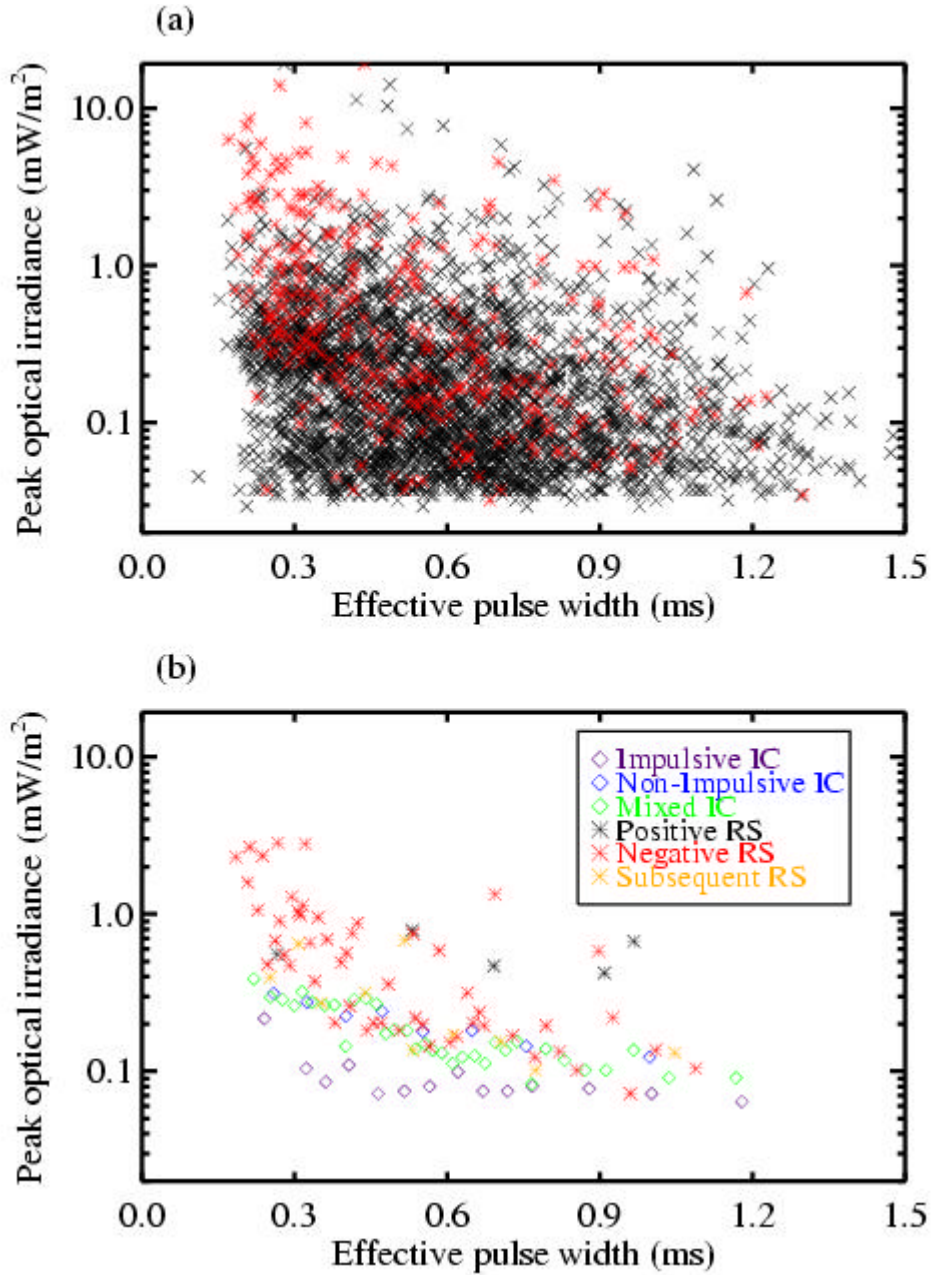 (a)
10.0
1.0
0.1
Peak optical irradiance (mW/m²)
0.0 0.3 0.6 0.9 1.2 1.5
Effective pulse width (ms)
(b)
10.0
1.0
0.1
Peak optical irradiance (mW/m²)
Impulsive IC
Non-Impulsive IC
Mixed IC
Positive RS
Negative RS
Subsequent RS
0.0 0.3 0.6 0.9 1.2 1.5
Effective pulse width (ms)